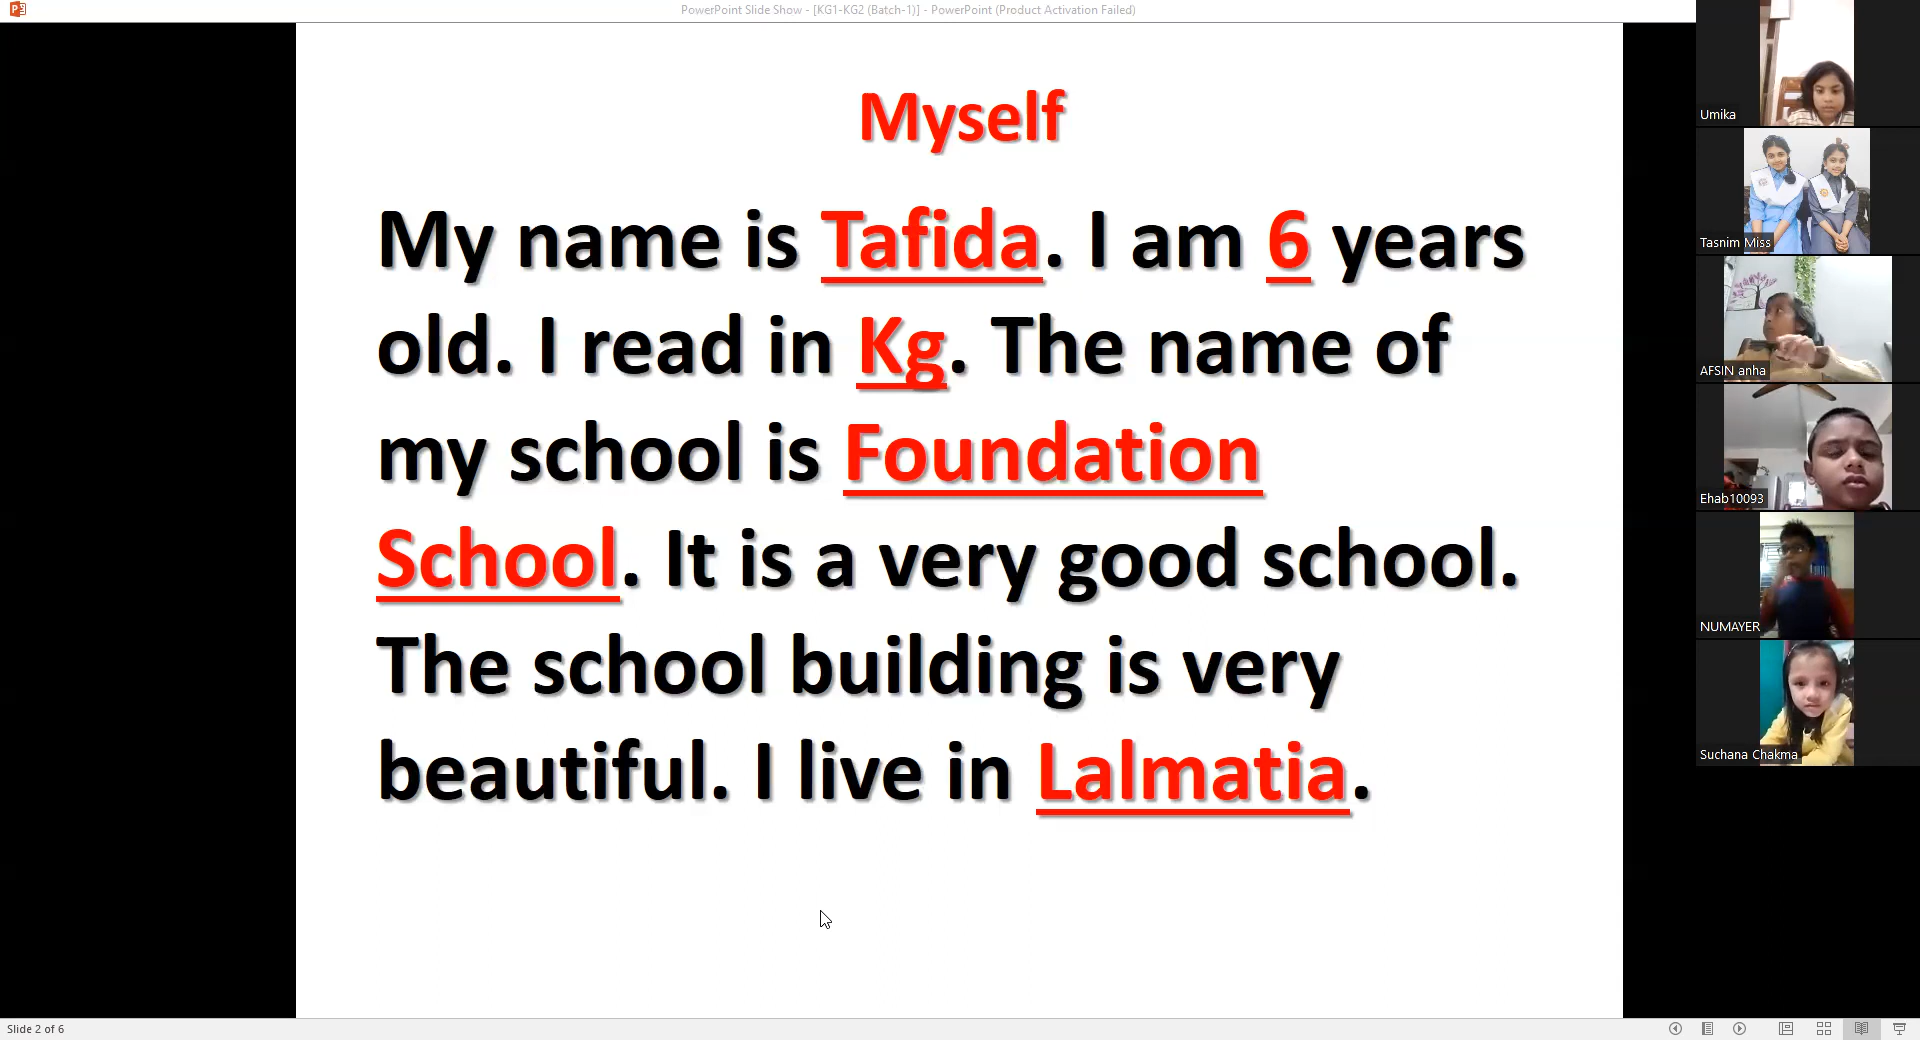 PowerPoint Slide Show - [KG1-KG2 (Batch-1)] - PowerPoint (Product Activation Failed)
Myself
My name is Tafida. I am 6 years
old. I read in Kg. The name of
my school is Foundation
School. It is a very good school.
The school building is very
beautiful. I live in Lalmatia.
Umika
Tasnim Miss
AFSIN anha
Ehab10093
NUMAYER
Suchana Chakma
Slide 2 of 6